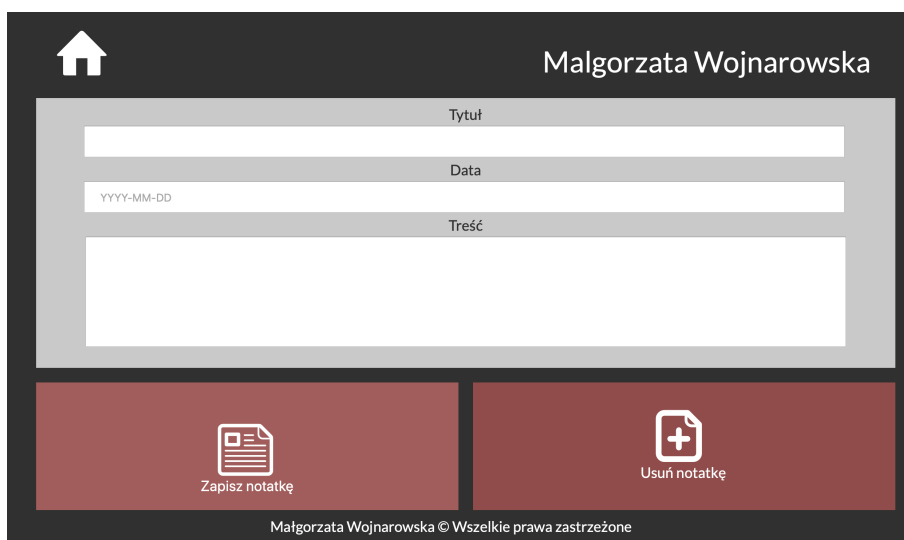 Malgorzata Wojnarowska
Tytuł
Data
YYYY-MM-DD
Treść
Zapisz notatkę
Usuń notatkę
Małgorzata Wojnarowska © Wszelkie prawa zastrzeżone